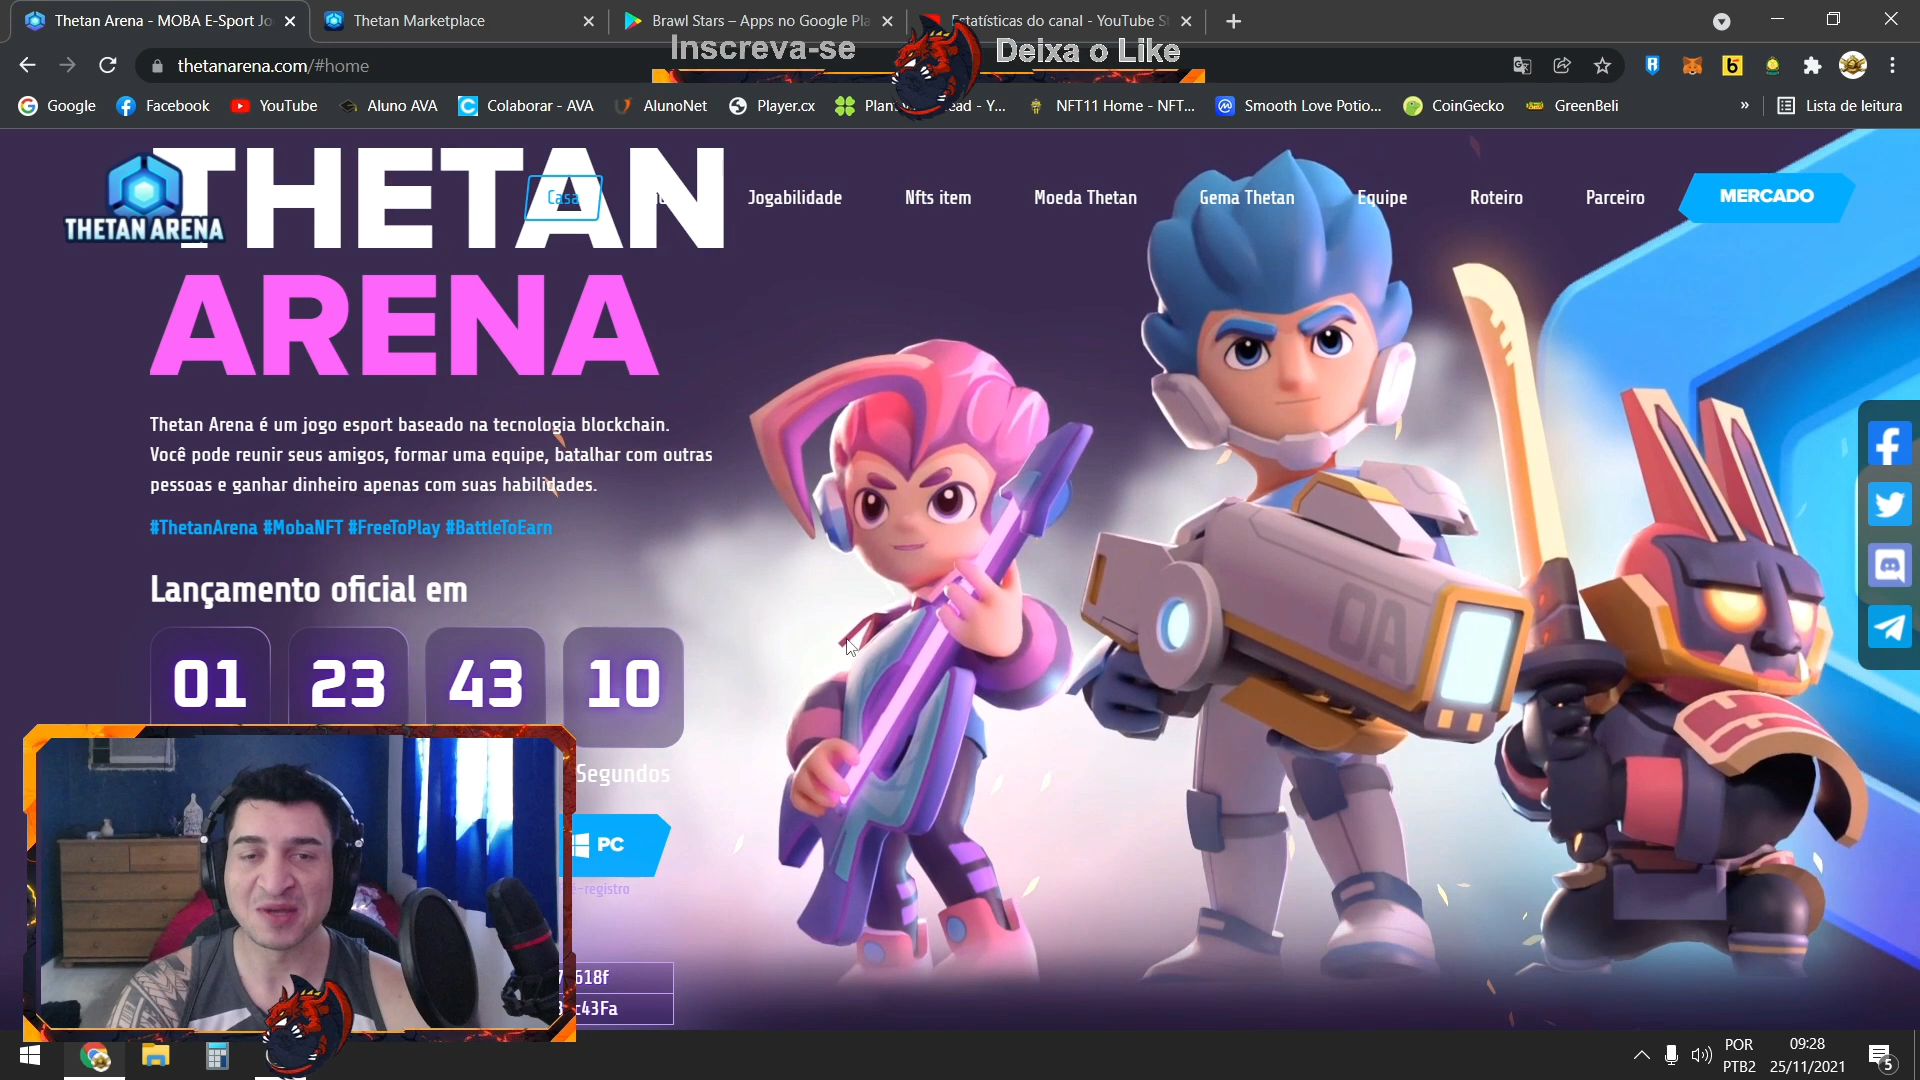 Thetan Arena - MOBA E-Sport Jo
Thetan Marketplace
Brawl Stars – Apps no Google Pla
Estatísticas do canal - YouTube S
thetanarena.com/#home
Inscreva-se
Deixa o Like
Google
Facebook
YouTube
Aluno AVA
Colaborar - AVA
AlunoNet
Player.cx
NFT11 Home - NFT...
Smooth Love Potio...
CoinGecko
GreenBeli
»
Lista de leitura
THETAN
ARENA
THETAN ARENA
Casa
Jogabilidade
Nfts item
Moeda Thetan
Gema Thetan
Equipe
Roteiro
Parceiro
MERCADO
Thetan Arena é um jogo esport baseado na tecnologia blockchain.
Você pode reunir seus amigos, formar uma equipe, batalhar com outras
pessoas e ganhar dinheiro apenas com suas habilidades.
#ThetanArena #MobaNFT #FreeToPlay #BattleToEarn
Lançamento oficial em
01 23 43 10
Segundos
PC
é-registro
618f
c43Fa
OA
POR
PTB2
09:28
25/11/2021
5